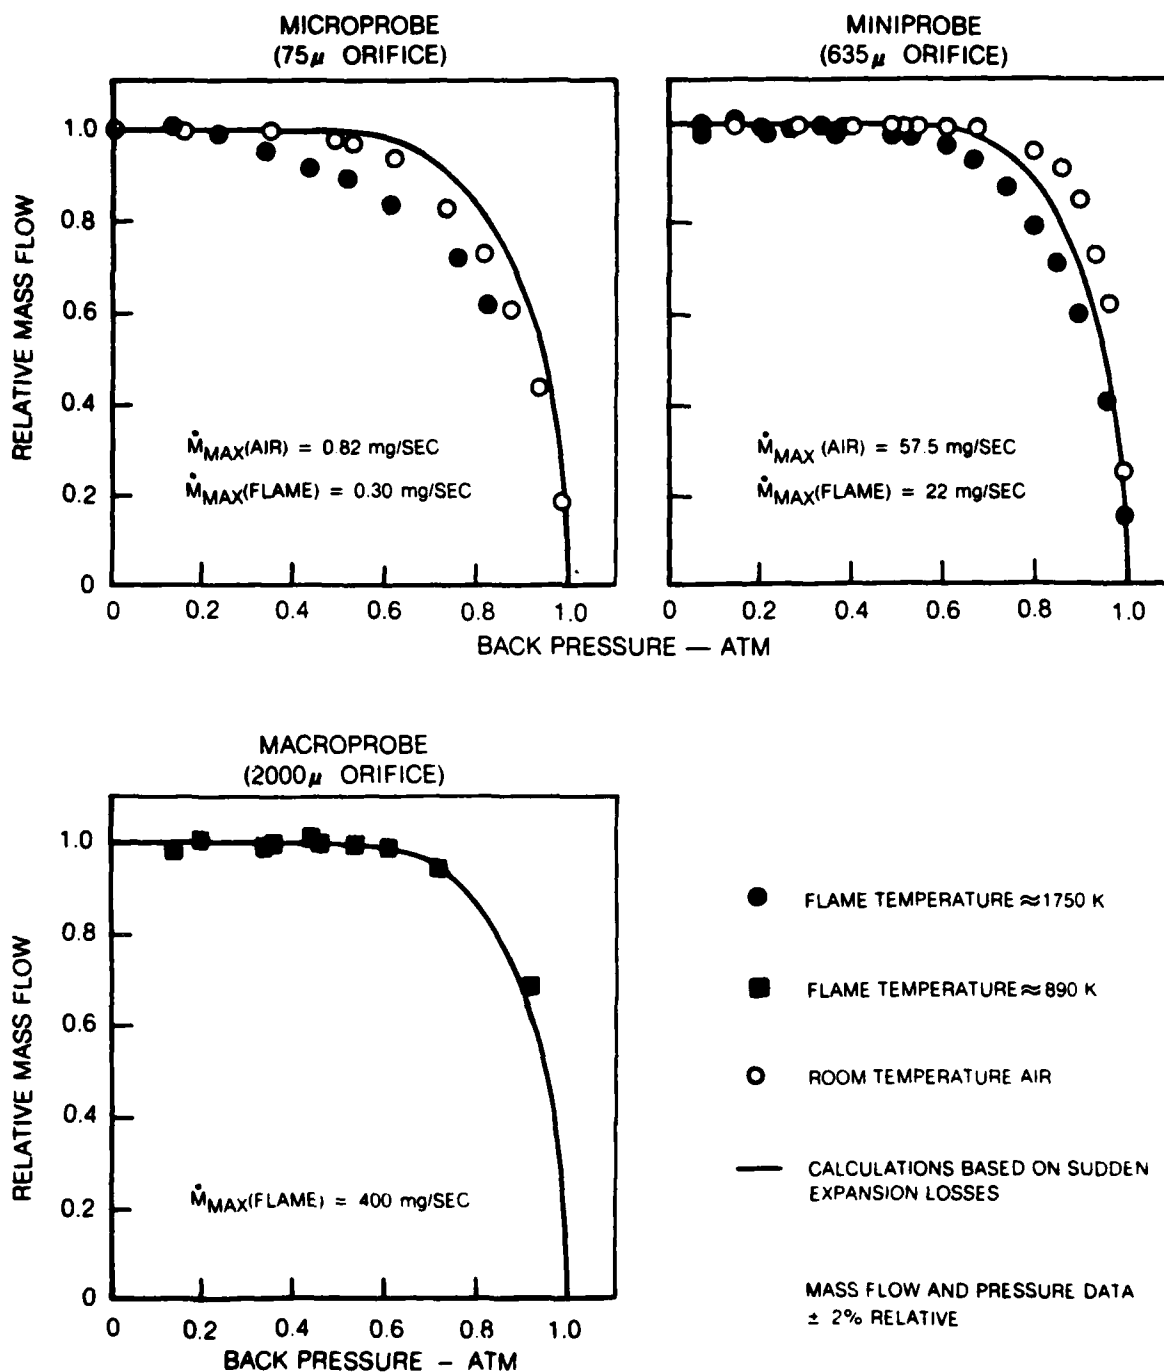 MICROPROBE
(75μ ORIFICE)
RELATIVE MASS FLOW
1.0
0.8
0.6
0.4
0.2
0
ṀMAX(AIR) = 0.82 mg/SEC
ṀMAX(FLAME) = 0.30 mg/SEC
0 0.2 0.4 0.6 0.8 1.0
MINIPROBE
(635μ ORIFICE)
ṀMAX (AIR) = 57.5 mg/SEC
ṀMAX(FLAME) = 22 mg/SEC
0 0.2 0.4 0.6 0.8 1.0
BACK PRESSURE — ATM
MACROPROBE
(2000μ ORIFICE)
RELATIVE MASS FLOW
1.0
0.8
0.6
0.4
0.2
0
ṀMAX(FLAME) = 400 mg/SEC
0 0.2 0.4 0.6 0.8 1.0
BACK PRESSURE – ATM
FLAME TEMPERATURE ≈1750 K
FLAME TEMPERATURE ≈890 K
ROOM TEMPERATURE AIR
CALCULATIONS BASED ON SUDDEN
EXPANSION LOSSES
MASS FLOW AND PRESSURE DATA
± 2% RELATIVE